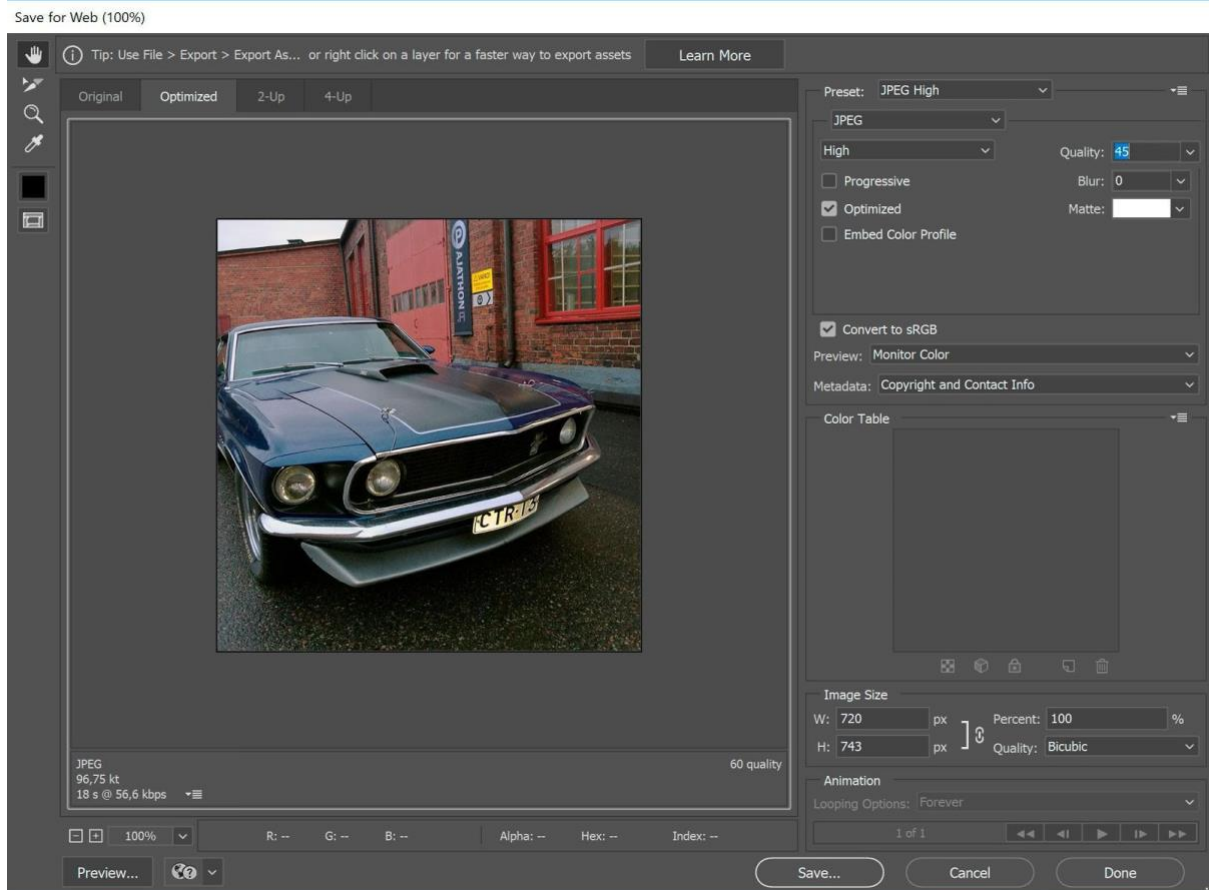 Save for Web (100%)
Tip: Use File > Export > Export As... or right click on a layer for a faster way to export assets
Learn More
Original
Optimized
2-Up
4-Up
AJATHON
CTR-13
JPEG
96,75 kt
18 s @ 56,6 kbps
60 quality
100%
R: --
G: --
B: --
Alpha: --
Hex: --
Index: --
Preview...
Preset: JPEG High
JPEG
High
Quality: 45
Progressive
Blur: 0
Optimized
Matte:
Embed Color Profile
Convert to sRGB
Preview: Monitor Color
Metadata: Copyright and Contact Info
Color Table
Image Size
W: 720 px
Percent: 100 %
H: 743 px
Quality: Bicubic
Animation
Looping Options: Forever
1 of 1
Save...
Cancel
Done